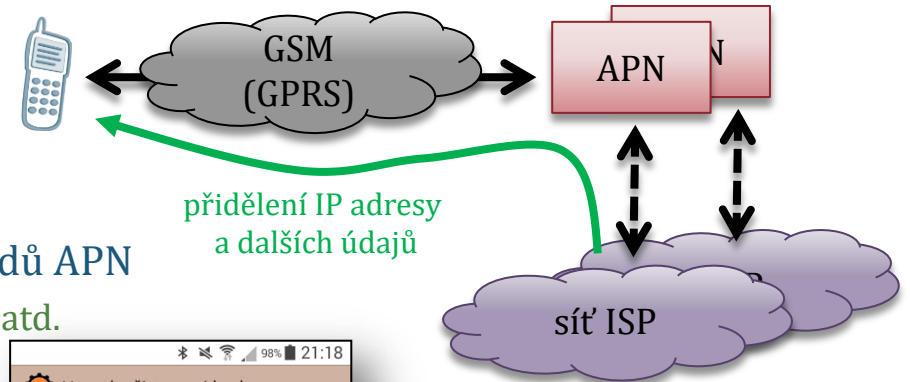 GSM
(GPRS)
APN
N
přidělení IP adresy
a dalších údajů
dů APN
atd.
síť ISP
98% 21:18